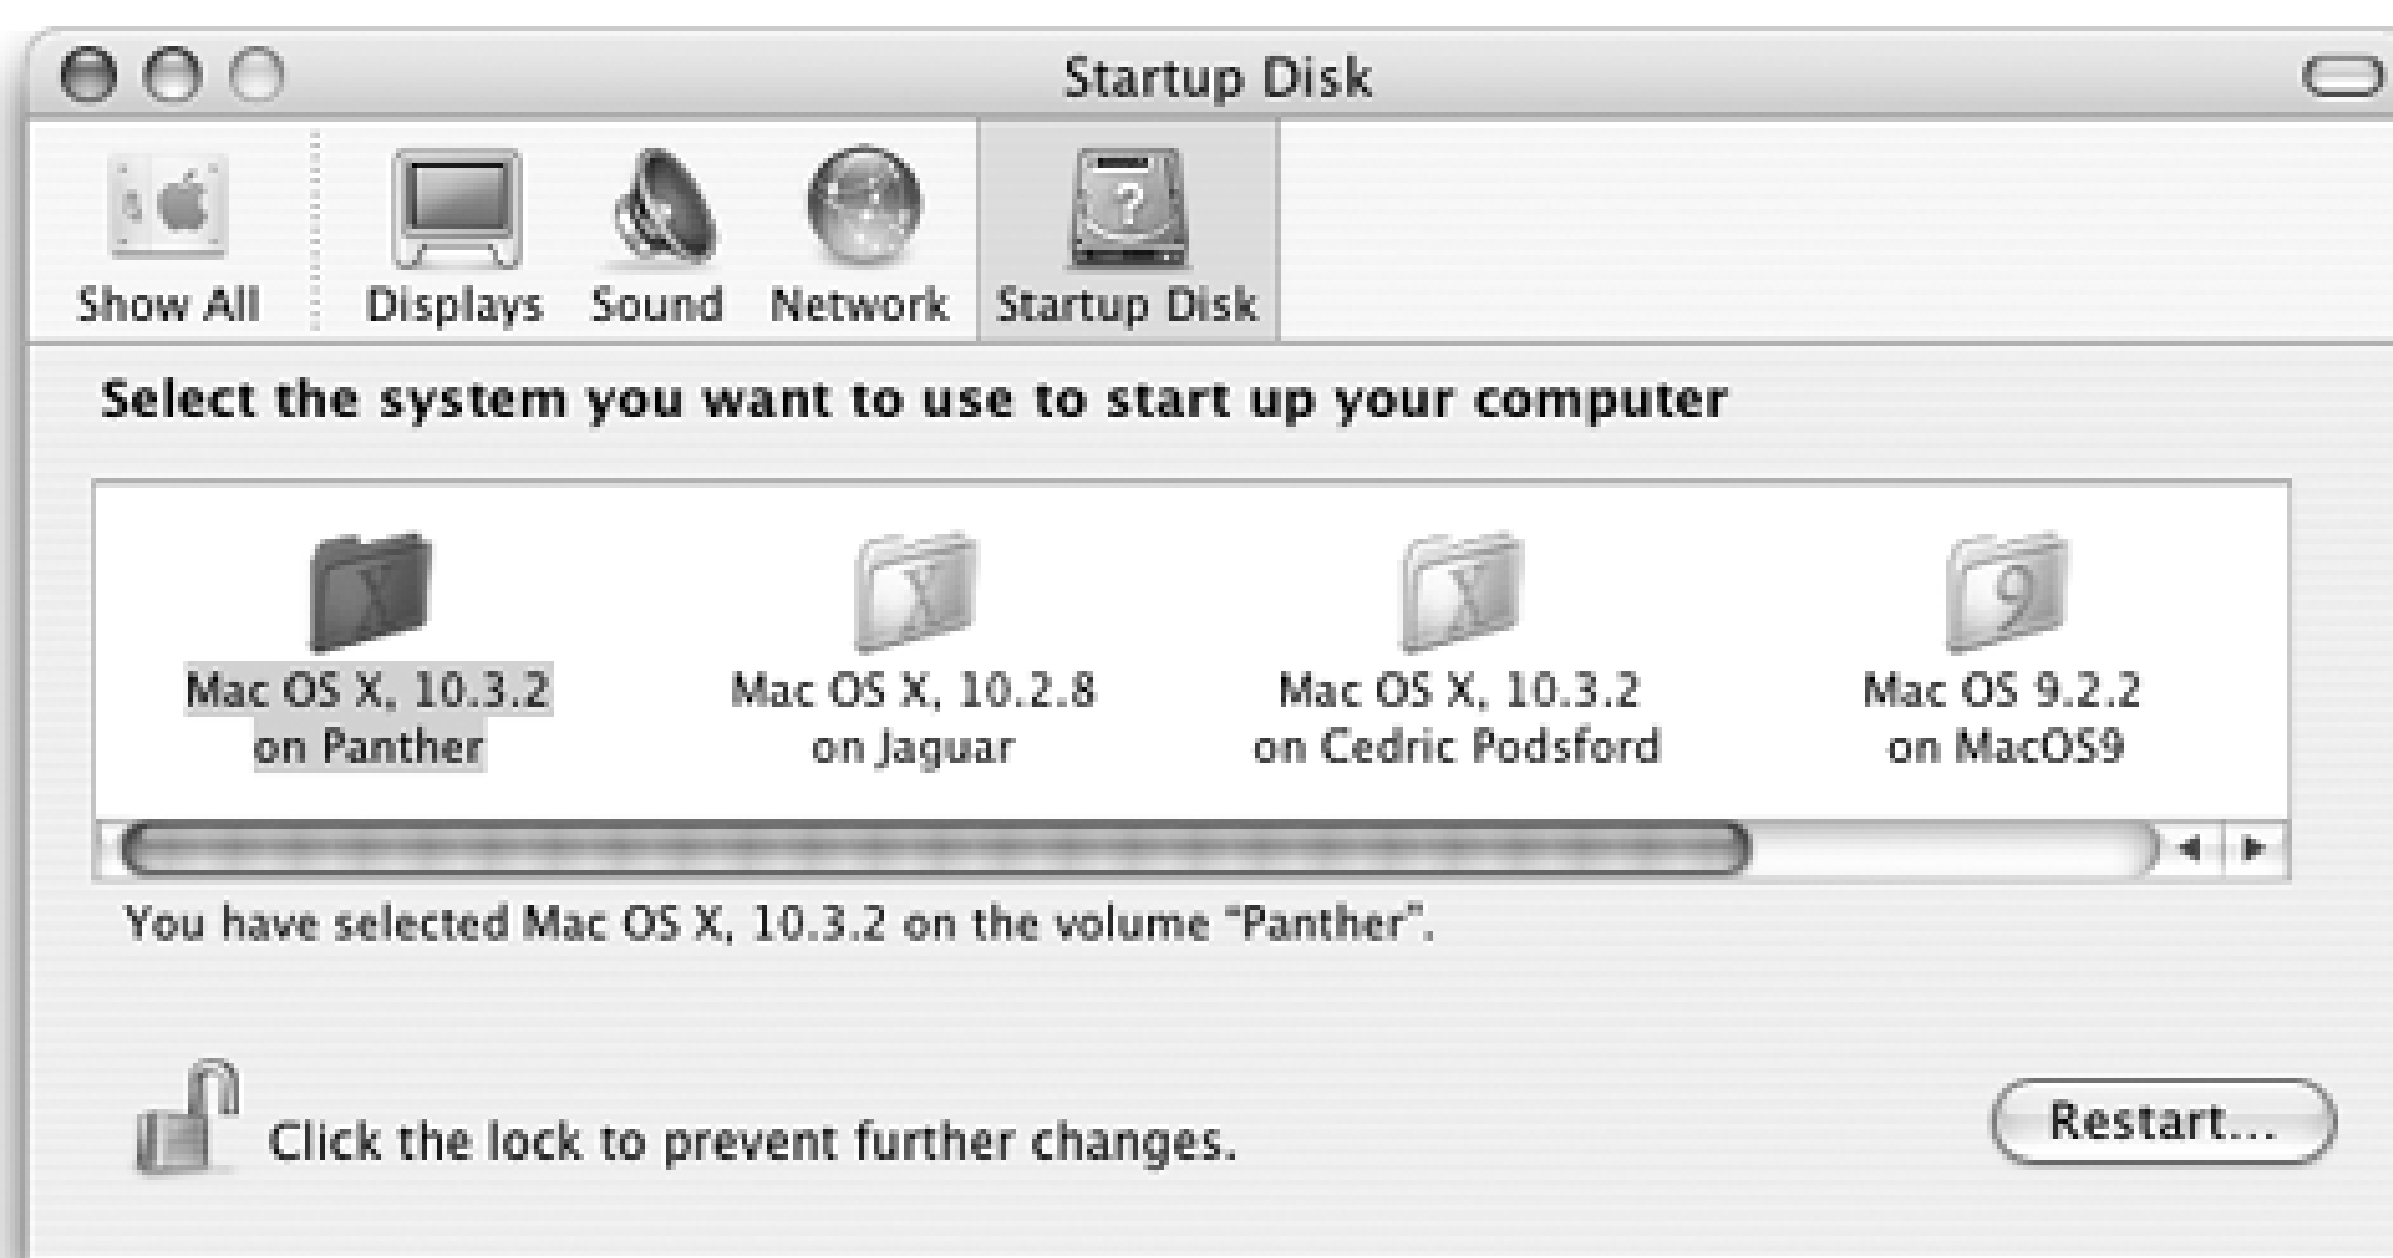 Startup Disk
Show All Displays Sound Network Startup Disk
Select the system you want to use to start up your computer
X X X 9
Mac OS X, 10.3.2 Mac OS X, 10.2.8 Mac OS X, 10.3.2 Mac OS 9.2.2
on Panther on Jaguar on Cedric Podsford on MacOS9
You have selected Mac OS X, 10.3.2 on the volume “Panther”.
Click the lock to prevent further changes.
Restart...